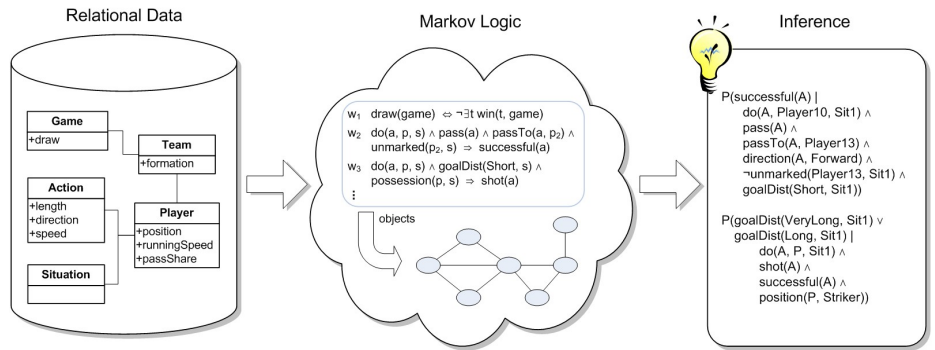 Relational Data
Game
+draw
Team
+formation
Action
+length
+direction
+speed
Player
+position
+runningSpeed
+passShare
Situation
Markov Logic
w₁ draw(game) ⇔ ¬∃t win(t, game)
w₂ do(a, p, s) ∧ pass(a) ∧ passTo(a, p₂) ∧
unmarked(p₂, s) ⇒ successful(a)
w₃ do(a, p, s) ∧ goalDist(Short, s) ∧
possession(p, s) ⇒ shot(a)
⋮
objects
Inference
P(successful(A) |
do(A, Player10, Sit1) ∧
pass(A) ∧
passTo(A, Player13) ∧
direction(A, Forward) ∧
¬unmarked(Player13, Sit1) ∧
goalDist(Short, Sit1))
P(goalDist(VeryLong, Sit1) ∨
goalDist(Long, Sit1) |
do(A, P, Sit1) ∧
shot(A) ∧
successful(A) ∧
position(P, Striker))